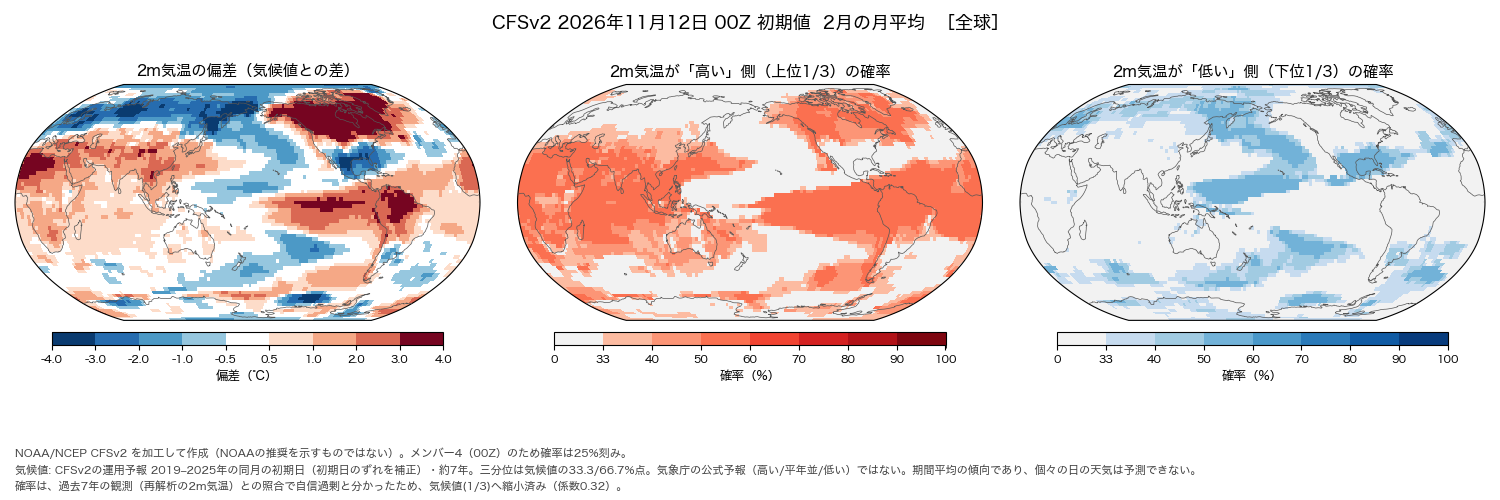 CFSv2 2026年11月12日 00Z 初期値 2月の月平均 ［全球］
2m気温の偏差（気候値との差）
-4.0 -3.0 -2.0 -1.0 -0.5 0.5 1.0 2.0 3.0 4.0
偏差（℃）
2m気温が「高い」側（上位1/3）の確率
0 33 40 50 60 70 80 90 100
確率（%）
2m気温が「低い」側（下位1/3）の確率
0 33 40 50 60 70 80 90 100
確率（%）
NOAA/NCEP CFSv2 を加工して作成（NOAAの推奨を示すものではない）。メンバー4（00Z）のため確率は25%刻み。
気候値: CFSv2の運用予報 2019–2025年の同月の初期日（初期日のずれを補正）・約7年。三分位は気候値の33.3/66.7%点。気象庁の公式予報（高い/平年並/低い）ではない。期間平均の傾向であり、個々の日の天気は予測できない。
確率は、過去7年の観測（再解析の2m気温）との照合で自信過剰と分かったため、気候値(1/3)へ縮小済み（係数0.32）。